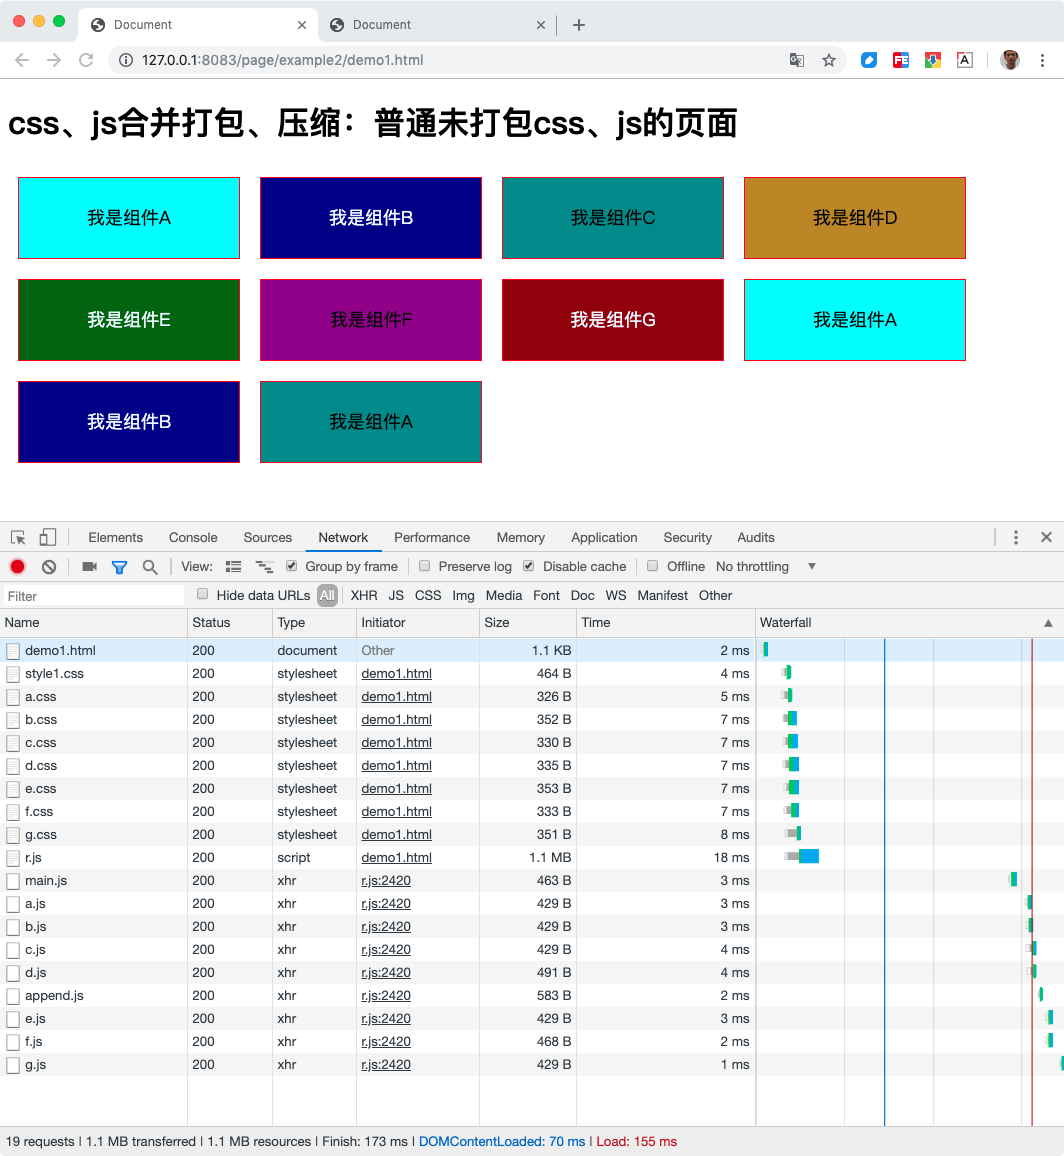 Document
Document
127.0.0.1:8083/page/example2/demo1.html
FE
A
css、js合并打包、压缩：普通未打包css、js的页面
我是组件A 我是组件B 我是组件C 我是组件D
我是组件E 我是组件F 我是组件G 我是组件A
我是组件B 我是组件A
Elements Console Sources Network Performance Memory Application Security Audits
View: Group by frame Preserve log Disable cache Offline No throttling
Filter Hide data URLs All XHR JS CSS Img Media Font Doc WS Manifest Other
Name Status Type Initiator Size Time Waterfall
demo1.html 200 document Other 1.1 KB 2 ms
style1.css 200 stylesheet demo1.html 464 B 4 ms
a.css 200 stylesheet demo1.html 326 B 5 ms
b.css 200 stylesheet demo1.html 352 B 7 ms
c.css 200 stylesheet demo1.html 330 B 7 ms
d.css 200 stylesheet demo1.html 335 B 7 ms
e.css 200 stylesheet demo1.html 353 B 7 ms
f.css 200 stylesheet demo1.html 333 B 7 ms
g.css 200 stylesheet demo1.html 351 B 8 ms
r.js 200 script demo1.html 1.1 MB 18 ms
main.js 200 xhr r.js:2420 463 B 3 ms
a.js 200 xhr r.js:2420 429 B 3 ms
b.js 200 xhr r.js:2420 429 B 3 ms
c.js 200 xhr r.js:2420 429 B 4 ms
d.js 200 xhr r.js:2420 491 B 4 ms
append.js 200 xhr r.js:2420 583 B 2 ms
e.js 200 xhr r.js:2420 429 B 3 ms
f.js 200 xhr r.js:2420 468 B 2 ms
g.js 200 xhr r.js:2420 429 B 1 ms
19 requests | 1.1 MB transferred | 1.1 MB resources | Finish: 173 ms | DOMContentLoaded: 70 ms | Load: 155 ms